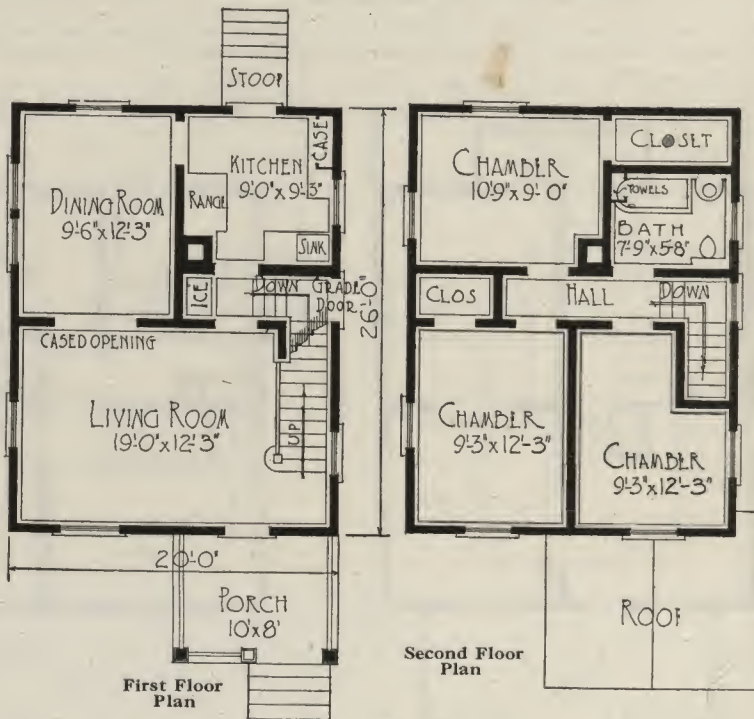 STOOP
KITCHEN
9'-0" x 9'-3"
CASE
RANGE
SINK
DINING ROOM
9'-6" x 12'-3"
ICE
DOWN
GRADE
DOOR
26'-0"
CASED OPENING
LIVING ROOM
19'-0" x 12'-3"
UP
20'-0"
PORCH
10' x 8'
First Floor
Plan
CHAMBER
10'-9" x 9'-0"
CLOSET
TOWELS
BATH
7'-9" x 5'-8"
CLOS
HALL
DOWN
CHAMBER
9'-3" x 12'-3"
CHAMBER
9'-3" x 12'-3"
ROOF
Second Floor
Plan